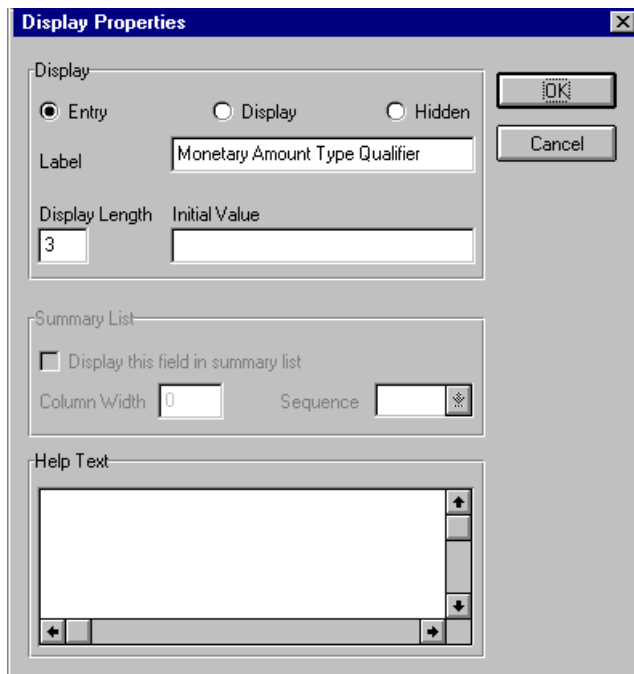 Display Properties
Display
Entry Display Hidden
OK
Label Monetary Amount Type Qualifier
Cancel
Display Length Initial Value
3
Summary List
Display this field in summary list
Column Width 0 Sequence
Help Text